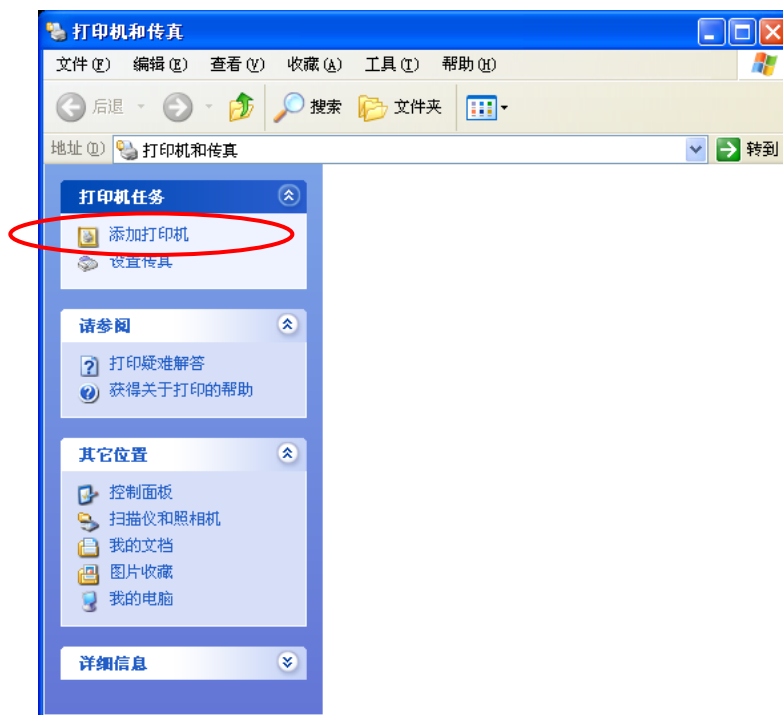 打印机和传真
文件(F) 编辑(E) 查看(V) 收藏(A) 工具(T) 帮助(H)
后退 搜索 文件夹
地址(D) 打印机和传真 转到
打印机任务
添加打印机
设置传真
请参阅
打印疑难解答
获得关于打印的帮助
其它位置
控制面板
扫描仪和照相机
我的文档
图片收藏
我的电脑
详细信息